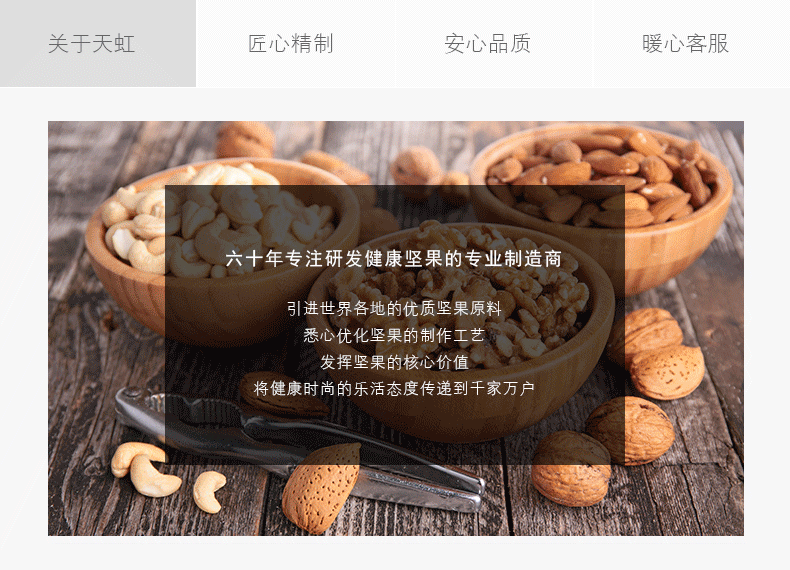 关于天虹
匠心精制
安心品质
暖心客服
六十年专注研发健康坚果的专业制造商
引进世界各地的优质坚果原料
悉心优化坚果的制作工艺
发挥坚果的核心价值
将健康时尚的乐活态度传递到千家万户